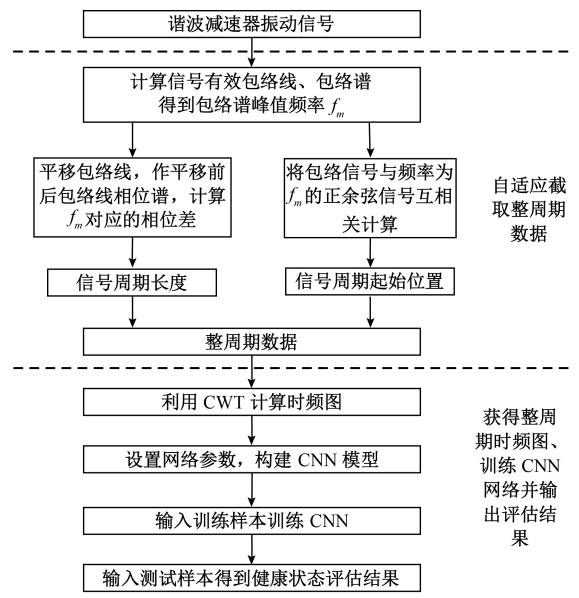 谐波减速器振动信号
计算信号有效包络线、包络谱
得到包络谱峰值频率 fm
平移包络线，作平移前
后包络线相位谱，计算
fm 对应的相位差
将包络信号与频率为
fm 的正余弦信号互相
关计算
自适应截
取整周期
数据
信号周期长度
信号周期起始位置
整周期数据
利用 CWT 计算时频图
设置网络参数，构建 CNN 模型
输入训练样本训练 CNN
输入测试样本得到健康状态评估结果
获得整周
期时频图、
训练 CNN
网络并输
出评估结
果